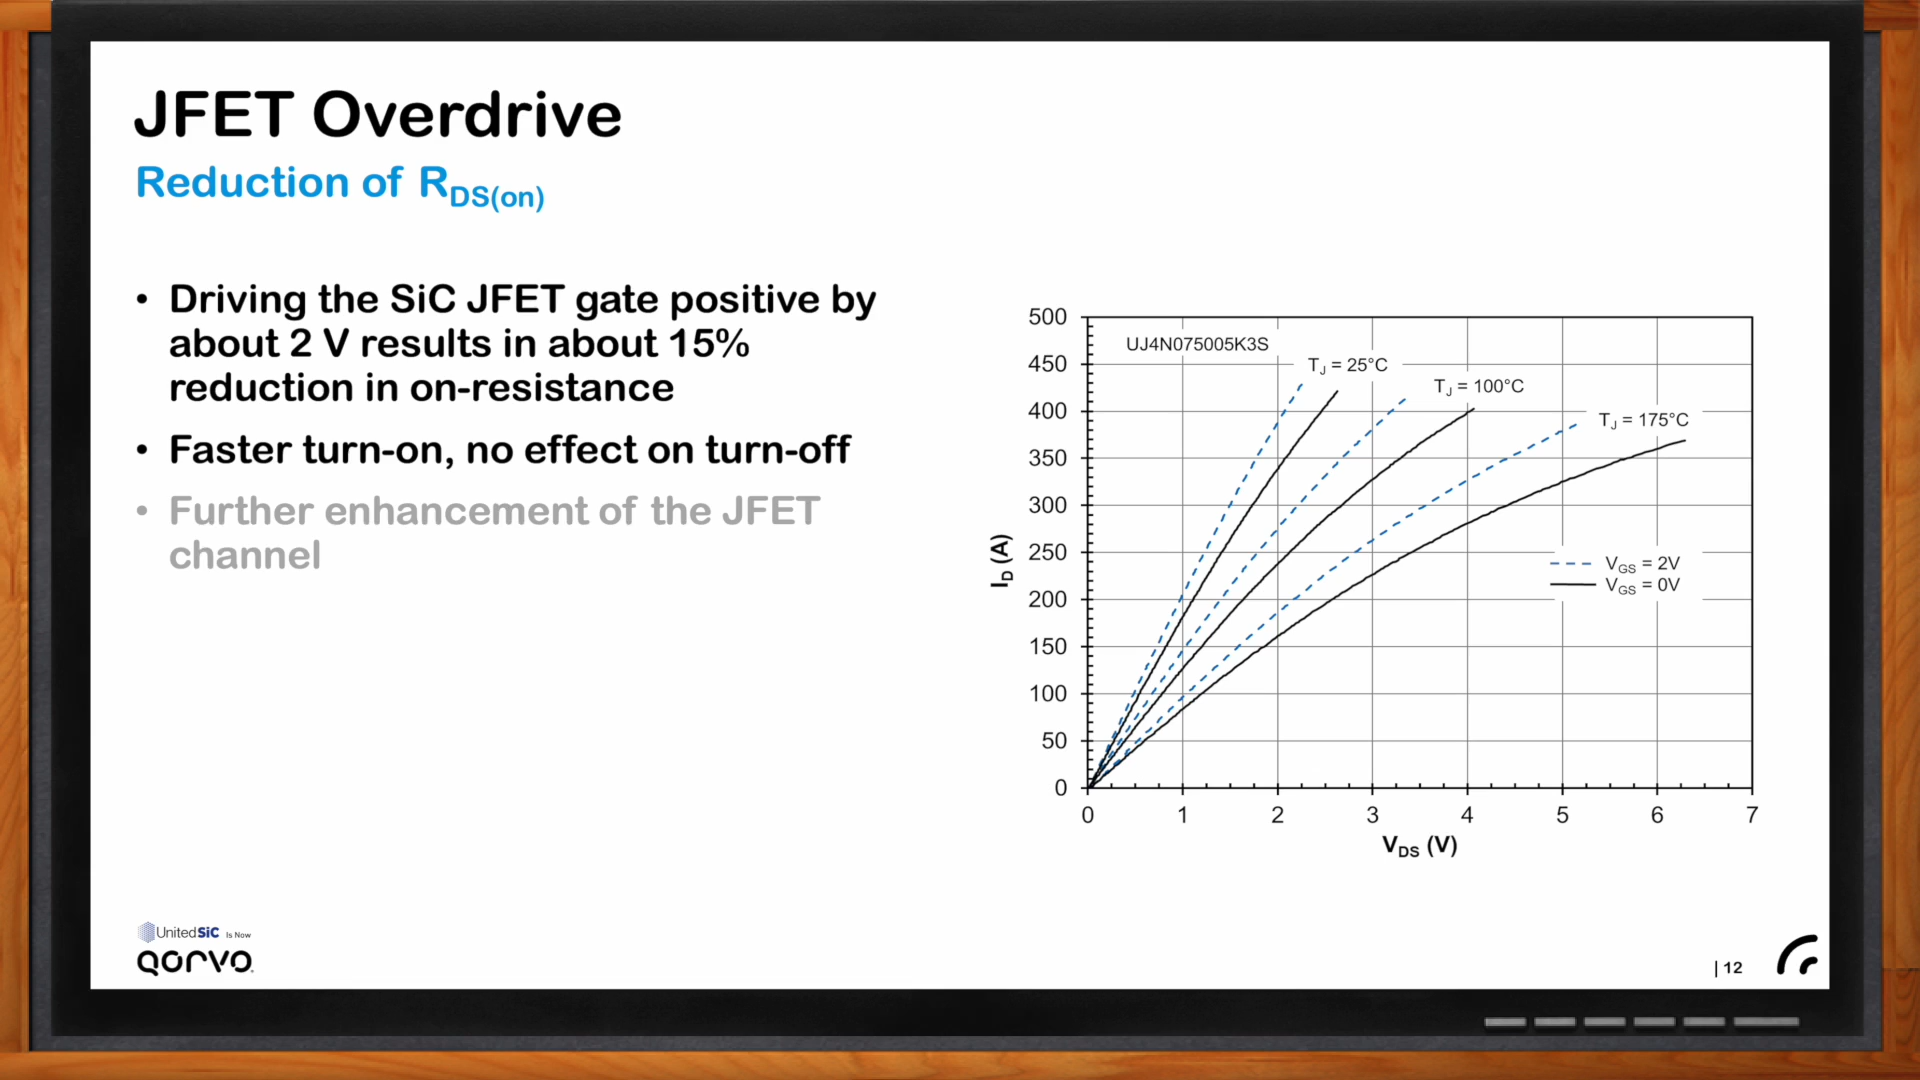 JFET Overdrive
Reduction of RDS(on)
• Driving the SiC JFET gate positive by
about 2 V results in about 15%
reduction in on-resistance
• Faster turn-on, no effect on turn-off
• Further enhancement of the JFET
channel
UJ4N075005K3S
TJ = 25°C
TJ = 100°C
TJ = 175°C
VGS = 2V
VGS = 0V
500
450
400
350
300
250
200
150
100
50
0
ID (A)
0 1 2 3 4 5 6 7
VDS (V)
UnitedSiC Is Now
QORVO
| 12